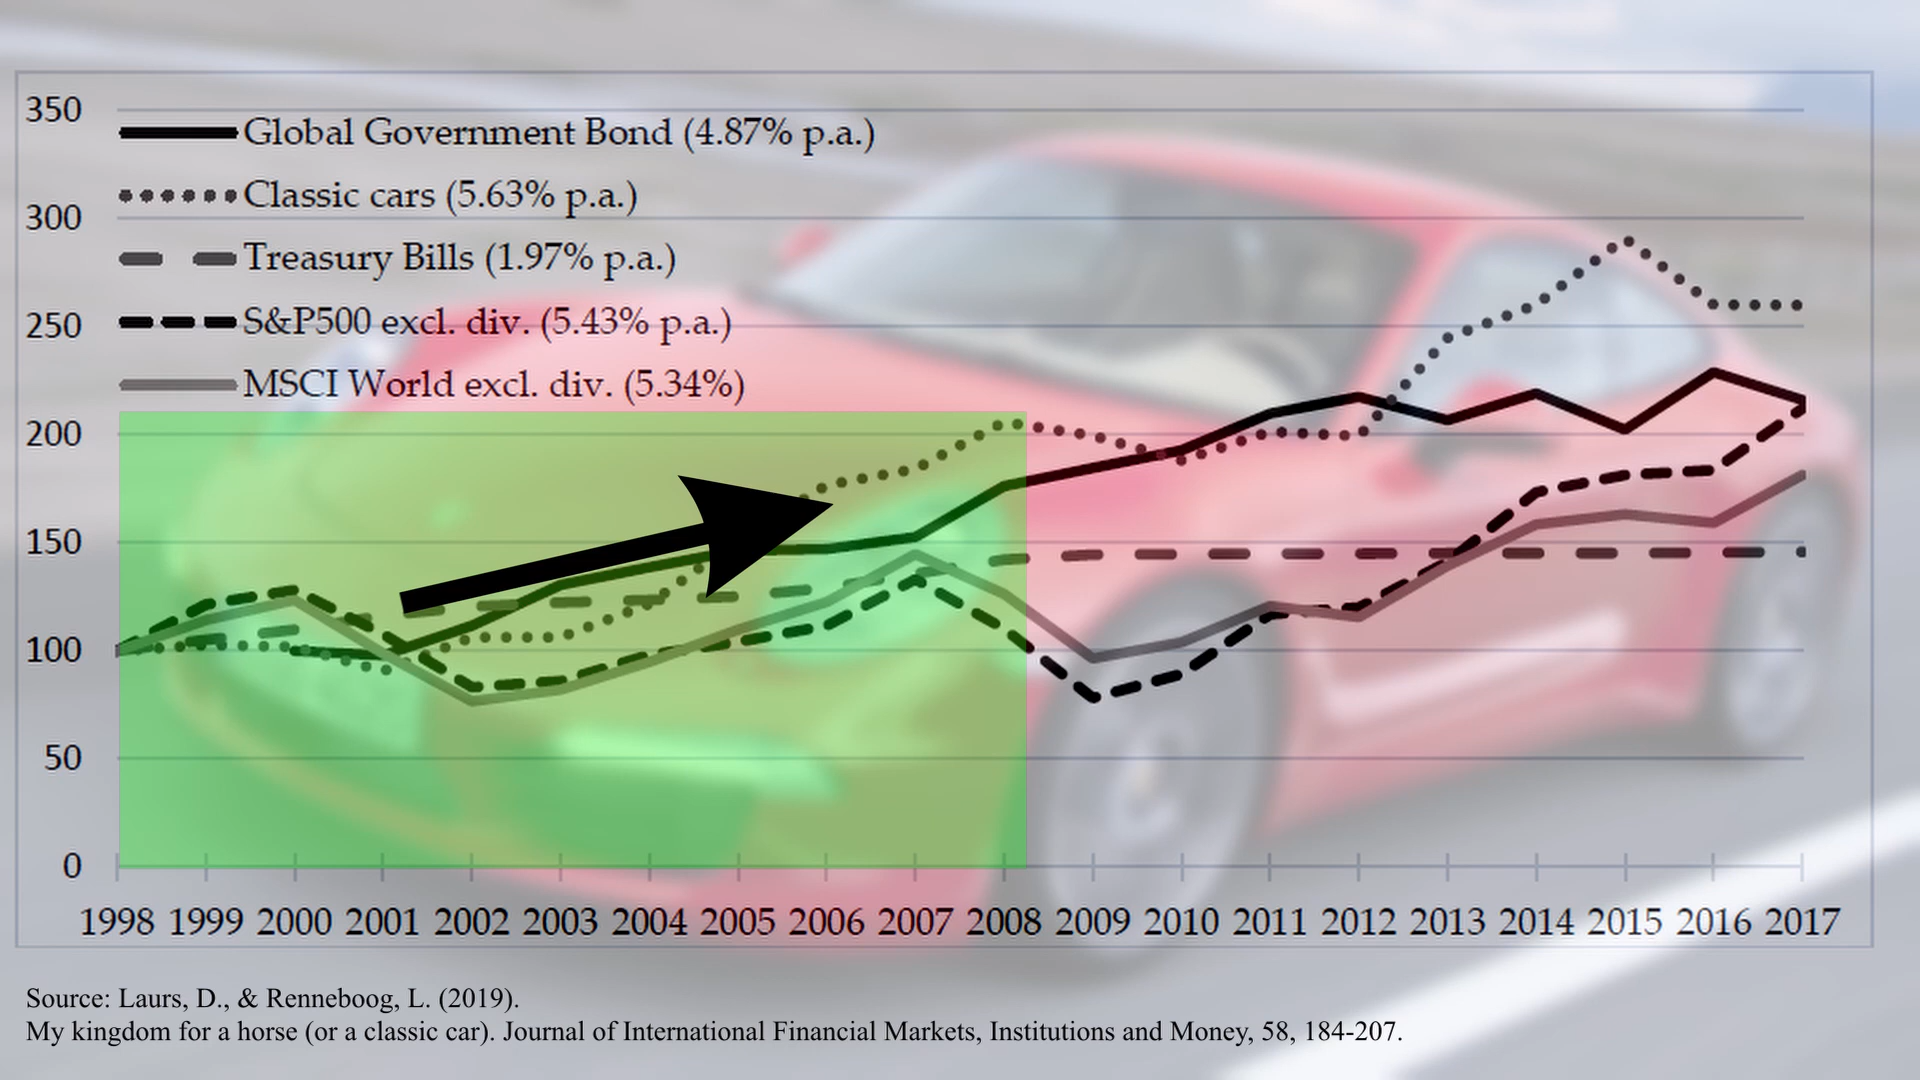 350
Global Government Bond (4.87% p.a.)
Classic cars (5.63% p.a.)
300
Treasury Bills (1.97% p.a.)
250
S&P500 excl. div. (5.43% p.a.)
MSCI World excl. div. (5.34%)
200
150
100
50
0
1998 1999 2000 2001 2002 2003 2004 2005 2006 2007 2008 2009 2010 2011 2012 2013 2014 2015 2016 2017
Source: Laurs, D., & Renneboog, L. (2019).
My kingdom for a horse (or a classic car). Journal of International Financial Markets, Institutions and Money, 58, 184-207.